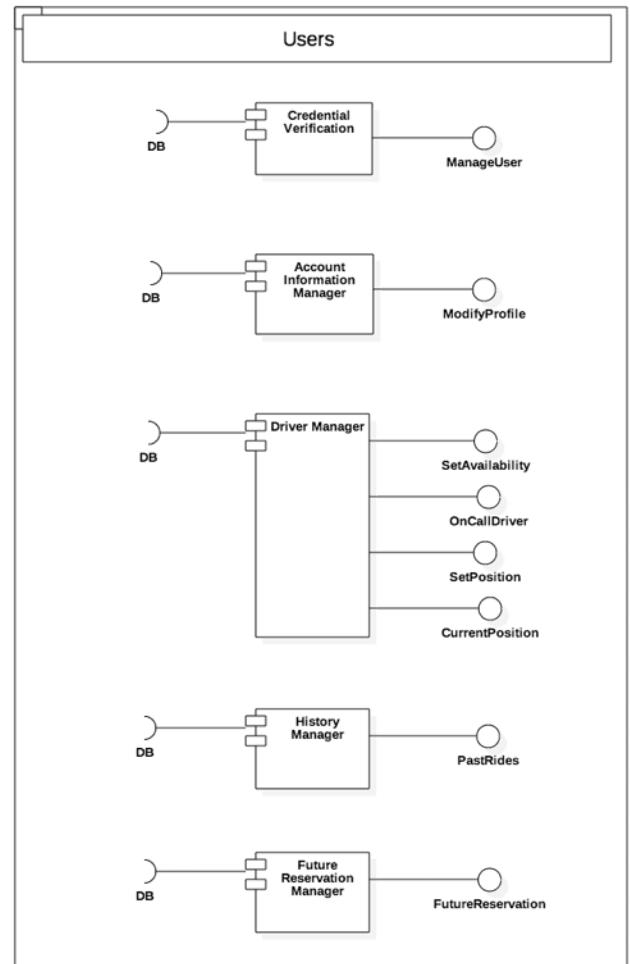 Users
Credential
Verification
DB
ManageUser
Account
Information
Manager
DB
ModifyProfile
Driver Manager
DB
SetAvailability
OnCallDriver
SetPosition
CurrentPosition
History
Manager
DB
PastRides
Future
Reservation
Manager
DB
FutureReservation